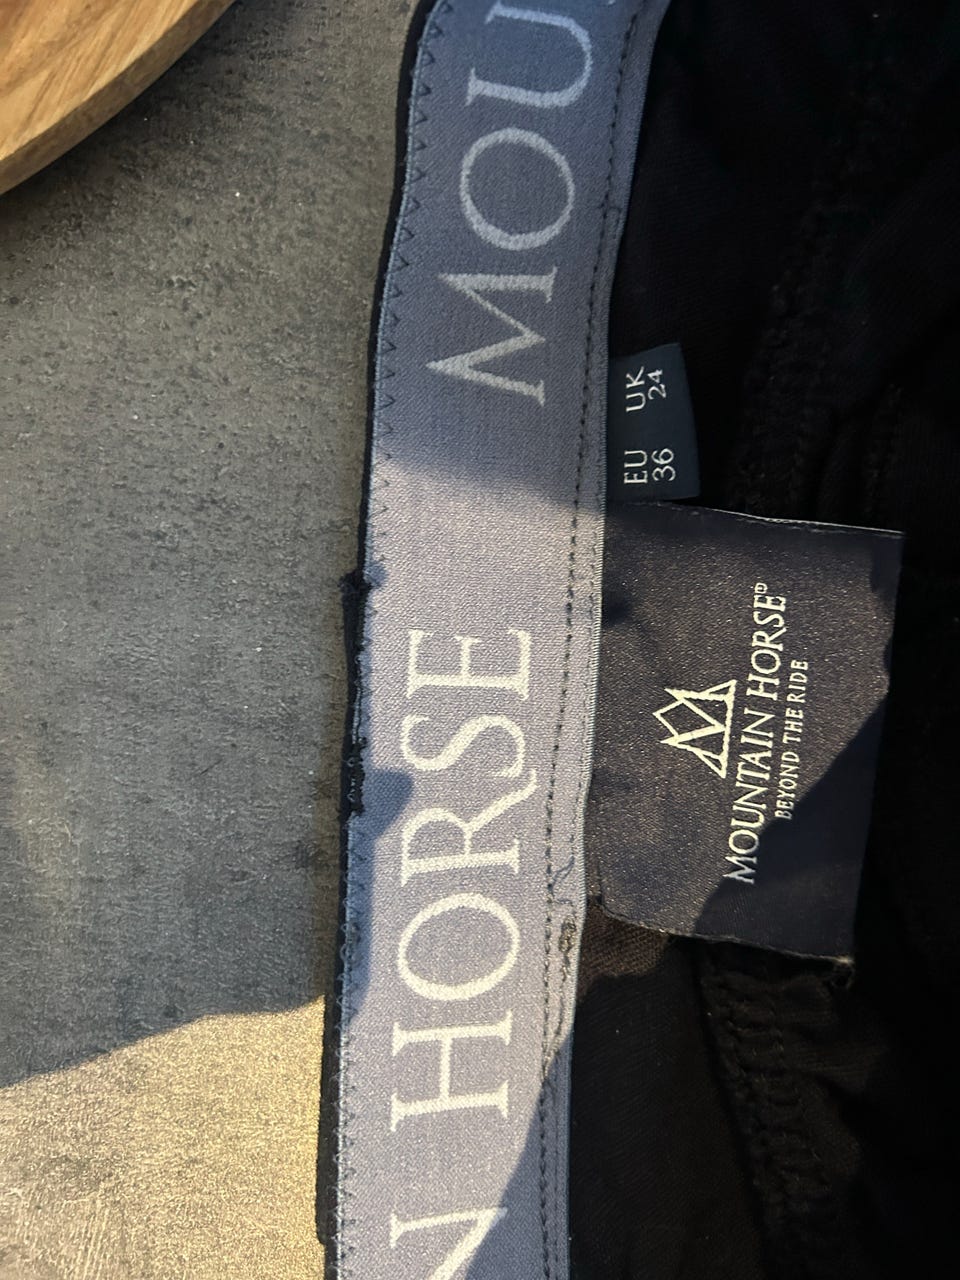 MOU
N HORSE
EU UK
36 24
MOUNTAIN HORSE®
BEYOND THE RIDE